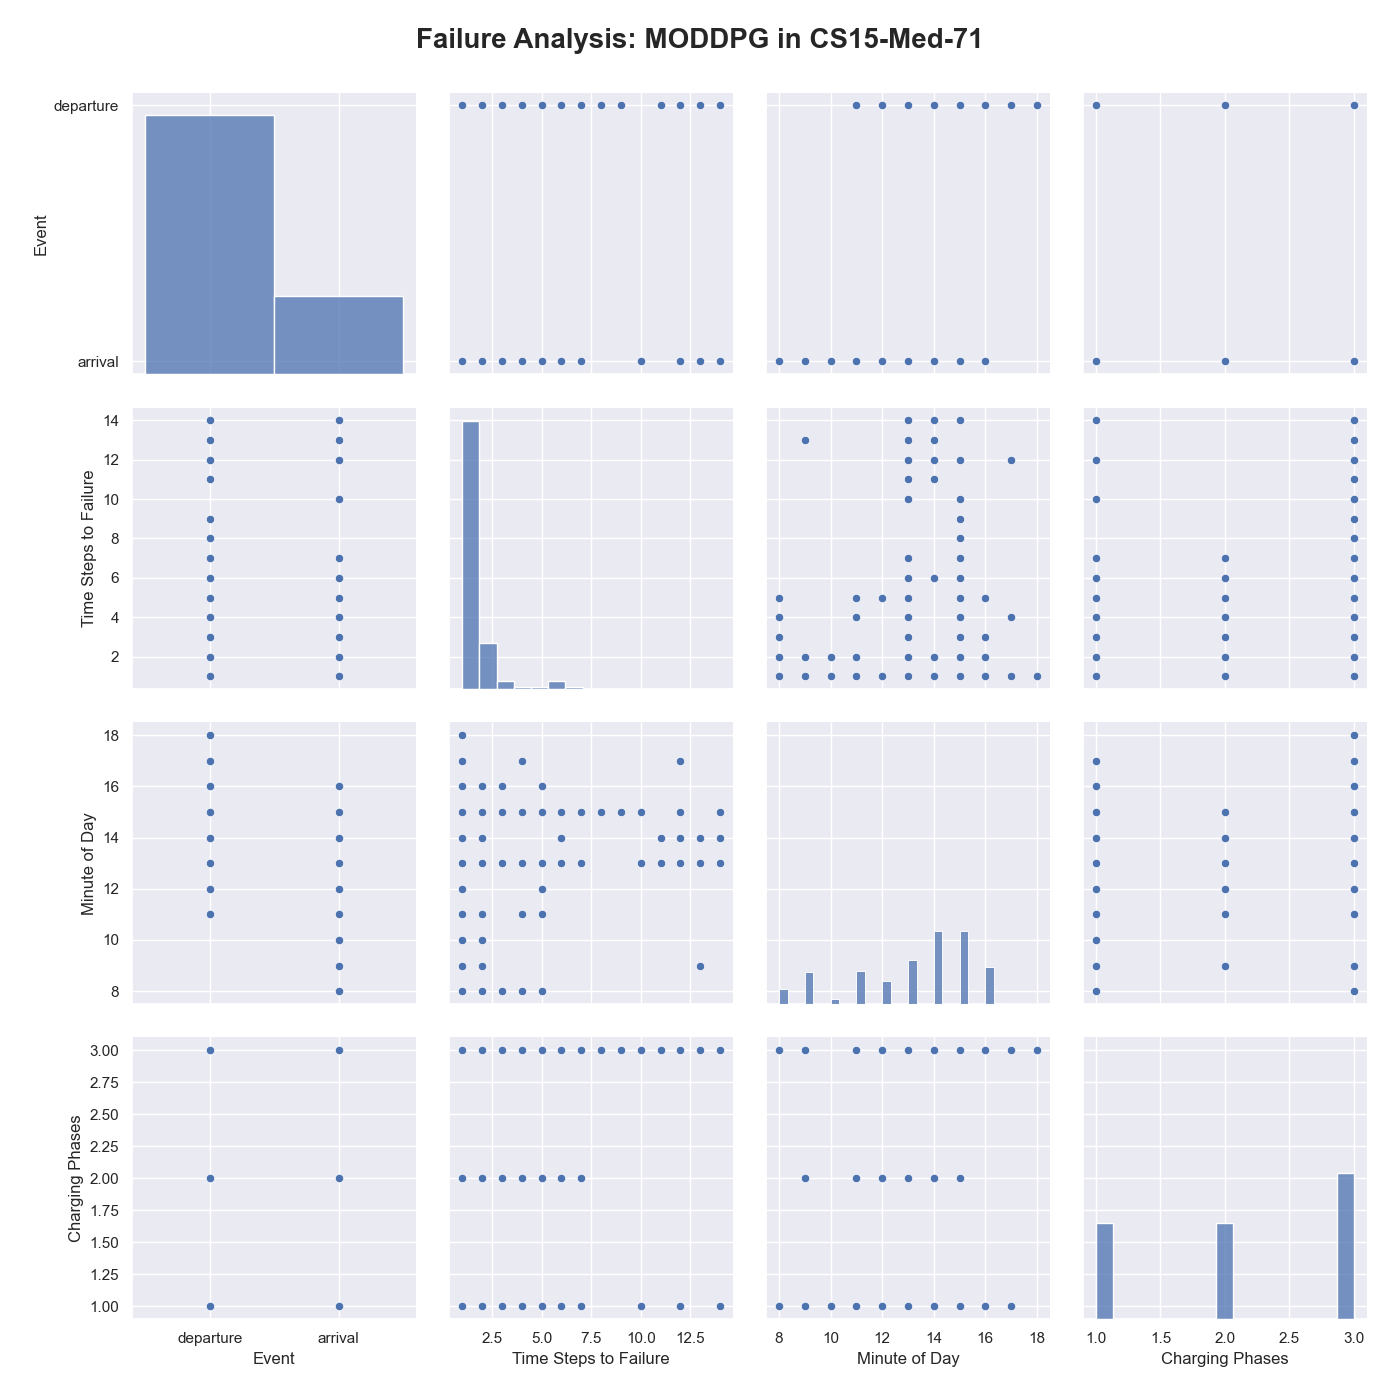 Failure Analysis: MODDPG in CS15-Med-71
departure
Event
arrival
14
12
10
8
6
4
2
Time Steps to Failure
18
16
14
12
10
8
Minute of Day
3.00
2.75
2.50
2.25
2.00
1.75
1.50
1.25
1.00
Charging Phases
departure arrival
2.5 5.0 7.5 10.0 12.5
8 10 12 14 16 18
1.0 1.5 2.0 2.5 3.0
Event
Time Steps to Failure
Minute of Day
Charging Phases